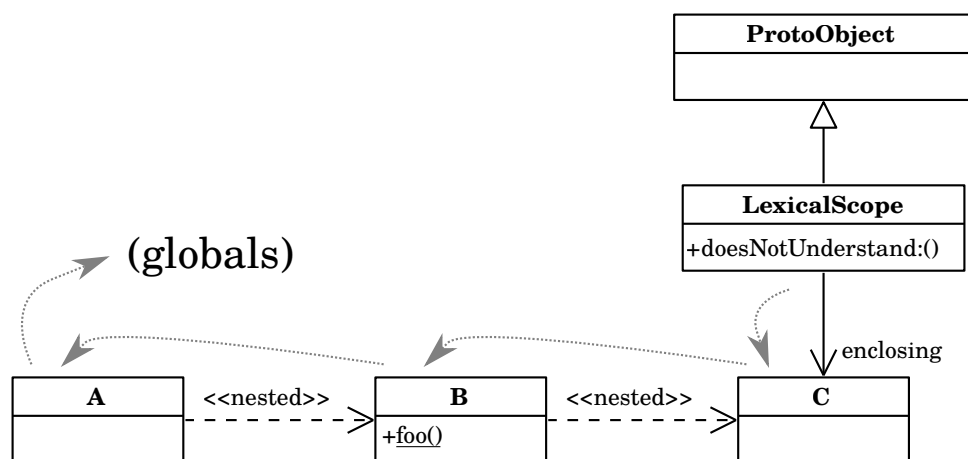 ProtoObject
LexicalScope
+doesNotUnderstand:()
(globals)
enclosing
A
<<nested>>
B
<<nested>>
C
+foo()